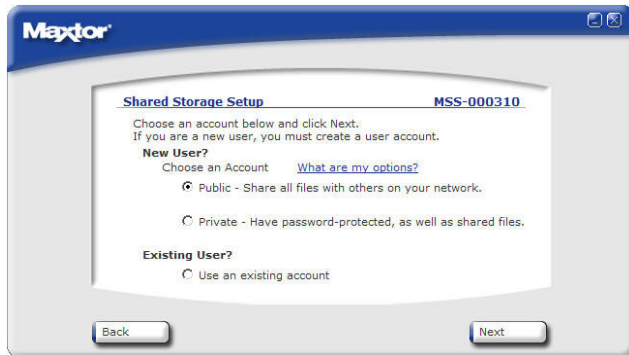 Maxtor
Shared Storage Setup MSS-000310
Choose an account below and click Next.
If you are a new user, you must create a user account.
New User?
Choose an Account What are my options?
Public - Share all files with others on your network.
Private - Have password-protected, as well as shared files.
Existing User?
Use an existing account
Back Next